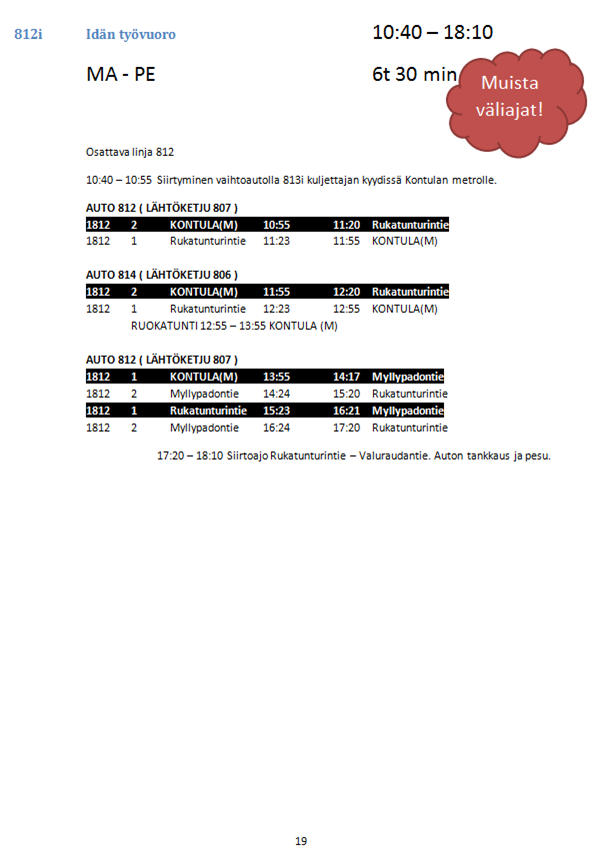 812i Idän työvuoro 10:40 – 18:10
MA - PE 6t 30 min
Muista
väliajat!
Osattava linja 812
10:40 – 10:55 Siirtyminen vaihtoautolla 813i kuljettajan kyydissä Kontulan metrolle.
AUTO 812 ( LÄHTÖKETJU 807 )
1812 2 KONTULA(M) 10:55 11:20 Rukatunturintie
1812 1 Rukatunturintie 11:23 11:55 KONTULA(M)
AUTO 814 ( LÄHTÖKETJU 806 )
1812 2 KONTULA(M) 11:55 12:20 Rukatunturintie
1812 1 Rukatunturintie 12:23 12:55 KONTULA(M)
RUOKATUNTI 12:55 – 13:55 KONTULA (M)
AUTO 812 ( LÄHTÖKETJU 807 )
1812 1 KONTULA(M) 13:55 14:17 Myllypadontie
1812 2 Myllypadontie 14:24 15:20 Rukatunturintie
1812 1 Rukatunturintie 15:23 16:21 Myllypadontie
1812 2 Myllypadontie 16:24 17:20 Rukatunturintie
17:20 – 18:10 Siirtoajo Rukatunturintie – Valuraudantie. Auton tankkaus ja pesu.
19